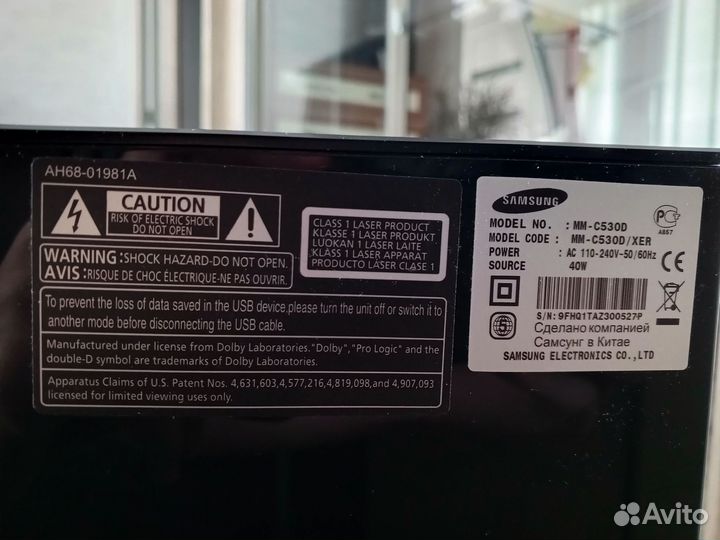 AH68-01981A
CAUTION
RISK OF ELECTRIC SHOCK
DO NOT OPEN
WARNING:SHOCK HAZARD-DO NOT OPEN.
AVIS:RISQUE DE CHOC ÉLECTRIQUE-NE PAS OUVRIR.
CLASS 1 LASER PRODUCT
KLASSE 1 LASER PRODUKT
LUOKAN 1 LASER LAITE
KLASS 1 LASER APPARAT
PRODUCTO LASER CLASE 1
To prevent the loss of data saved in the USB device,please turn the unit off or switch it
to another mode before disconnecting the USB cable.
Manufactured under license from Dolby Laboratories."Dolby","Pro Logic" and the
double-D symbol are trademarks of Dolby Laboratories.
Apparatus Claims of U.S. Patent Nos. 4,631,603,4,577,216,4,819,098, and 4,907,093
licensed for limited viewing uses only.
SAMSUNG
MODEL NO. : MM-C530D
MODEL CODE : MM-C530D/XER
POWER : AC 110-240V~50/60Hz
SOURCE 40W
АВ57
CE
S/N:9FHQ1TAZ300527P
Сделано компанией
Самсунг в Китае
SAMSUNG ELECTRONICS CO.,LTD
Avito